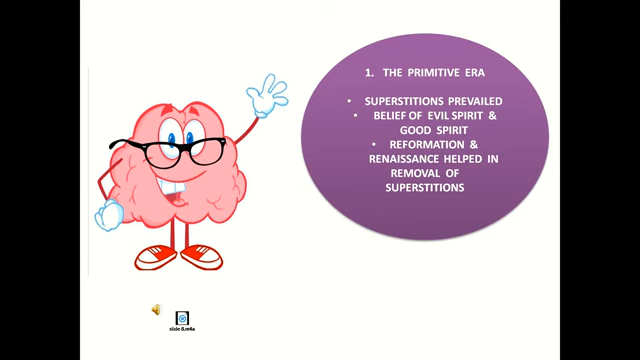 1. THE PRIMITIVE ERA
• SUPERSTITIONS PREVAILED
• BELIEF OF EVIL SPIRIT &
GOOD SPIRIT
• REFORMATION &
RENAISSANCE HELPED IN
REMOVAL OF
SUPERSTITIONS
slide 8.m4a